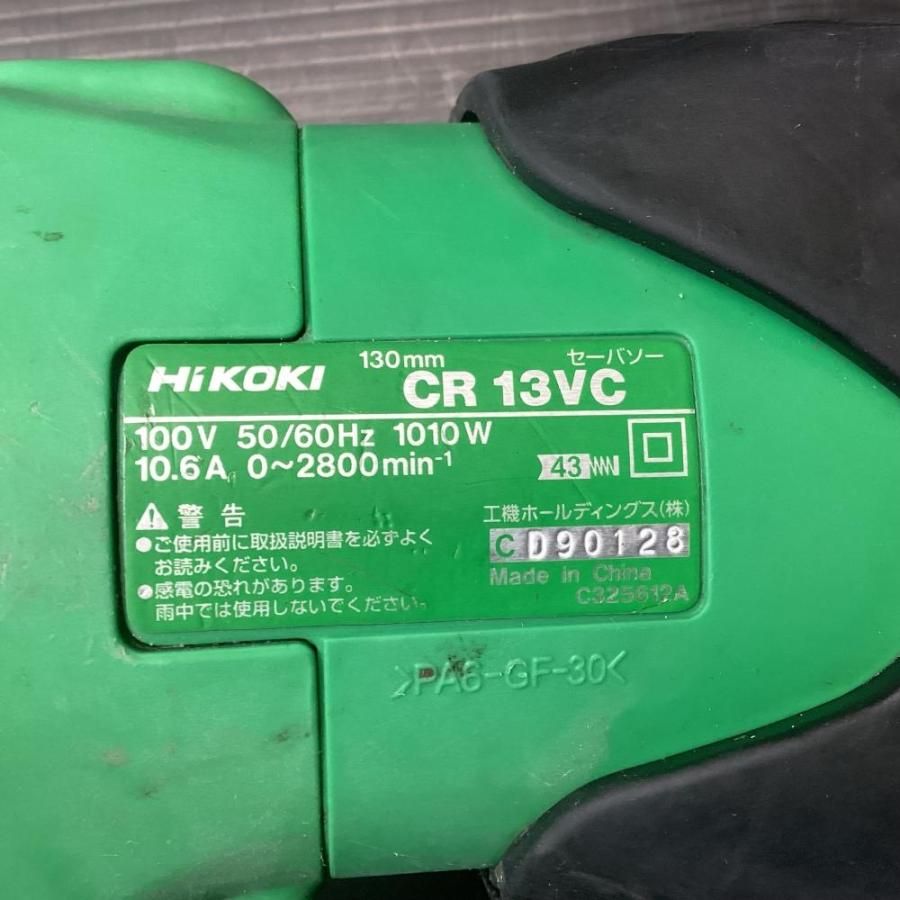 HiKOKI 130mm CR 13VC セーバソー
100V 50/60Hz 1010W
10.6A 0～2800min⁻¹
43
警告
●ご使用前に取扱説明書を必ずよく
お読みください。
●感電の恐れがあります。
雨中では使用しないでください。
工機ホールディングス(株)
C D90128
Made in China
C325612A
>PA6-GF-30<